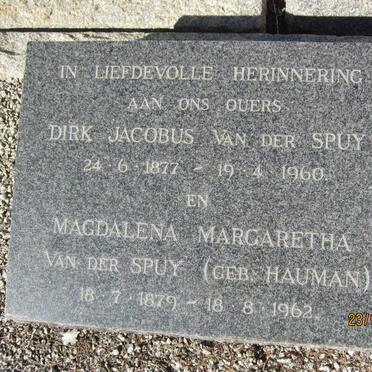 IN LIEFDEVOLLE HERINNERING
AAN ONS OUERS
DIRK JACOBUS VAN DER SPUY
24·6·1877 - 19·4·1960.
EN
MAGDALENA MARGARETHA
VAN DER SPUY (GEB. HAUMAN)
18·7·1879 - 18·8·1962.
23/